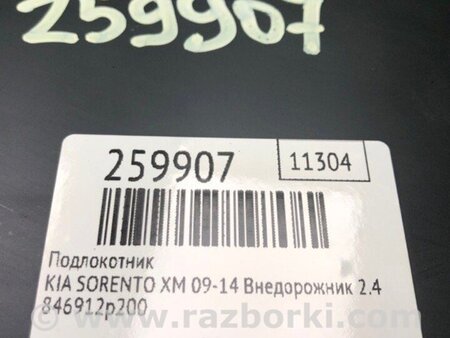 259907
259907 11304
Подлокотник
KIA SORENTO XM 09-14 Внедорожник 2.4
846912p200
www.razborki.com